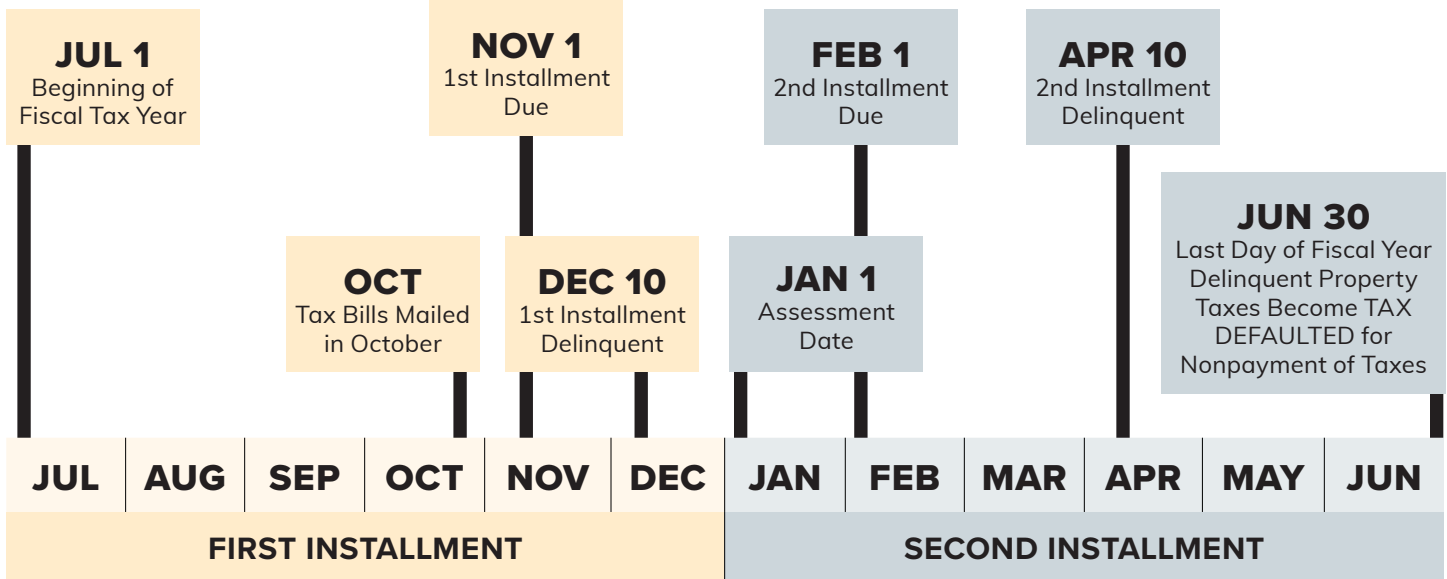 JUL 1
Beginning of
Fiscal Tax Year
NOV 1
1st Installment
Due
FEB 1
2nd Installment
Due
APR 10
2nd Installment
Delinquent
OCT
Tax Bills Mailed
in October
DEC 10
1st Installment
Delinquent
JAN 1
Assessment
Date
JUN 30
Last Day of Fiscal Year
Delinquent Property
Taxes Become TAX
DEFAULTED for
Nonpayment of Taxes
JUL AUG SEP OCT NOV DEC JAN FEB MAR APR MAY JUN
FIRST INSTALLMENT SECOND INSTALLMENT